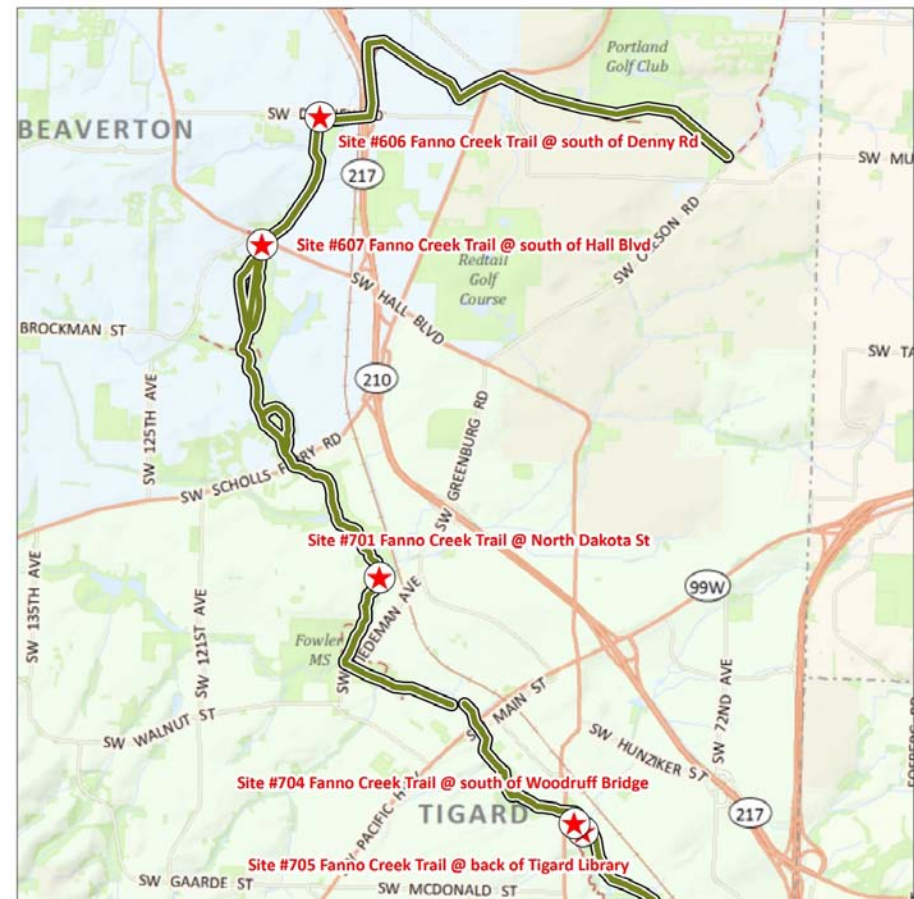 Portland
Golf Club
SW D
D
BEAVERTON
Site #606 Fanno Creek Trail @ south of Denny Rd
SW MU
217
Site #607 Fanno Creek Trail @ south of Hall Blvd
SW OLESON RD
Redtail
Golf
Course
SW HALL BLVD
BROCKMAN ST
SW TA
210
SW 125TH AVE
SW GREENBURG RD
SW SCHOLLS FERRY RD
Site #701 Fanno Creek Trail @ North Dakota St
SW 135TH AVE
SW 121ST AVE
99W
Fowler
MS
SW TIEDEMAN AVE
SW 72ND AVE
SW MAIN ST
SW WALNUT ST
SW HUNZIKER ST
Site #704 Fanno Creek Trail @ south of Woodruff Bridge
TIGARD
PACIFIC
217
Site #705 Fanno Creek Trail @ back of Tigard Library
SW GAARDE ST
SW MCDONALD ST